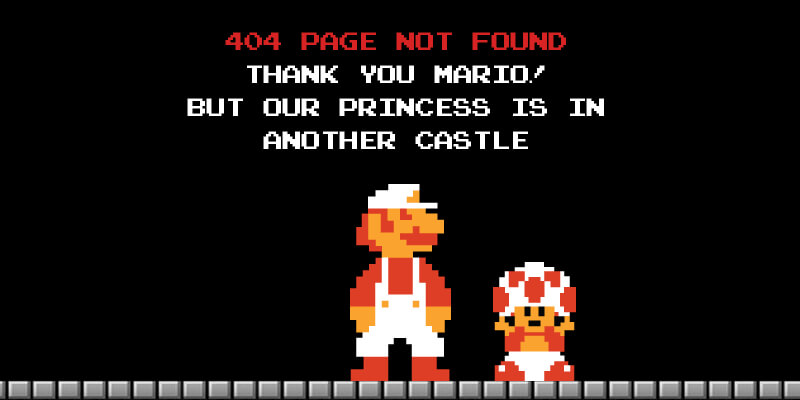 404 PAGE NOT FOUND
THANK YOU MARIO!
BUT OUR PRINCESS IS IN
ANOTHER CASTLE